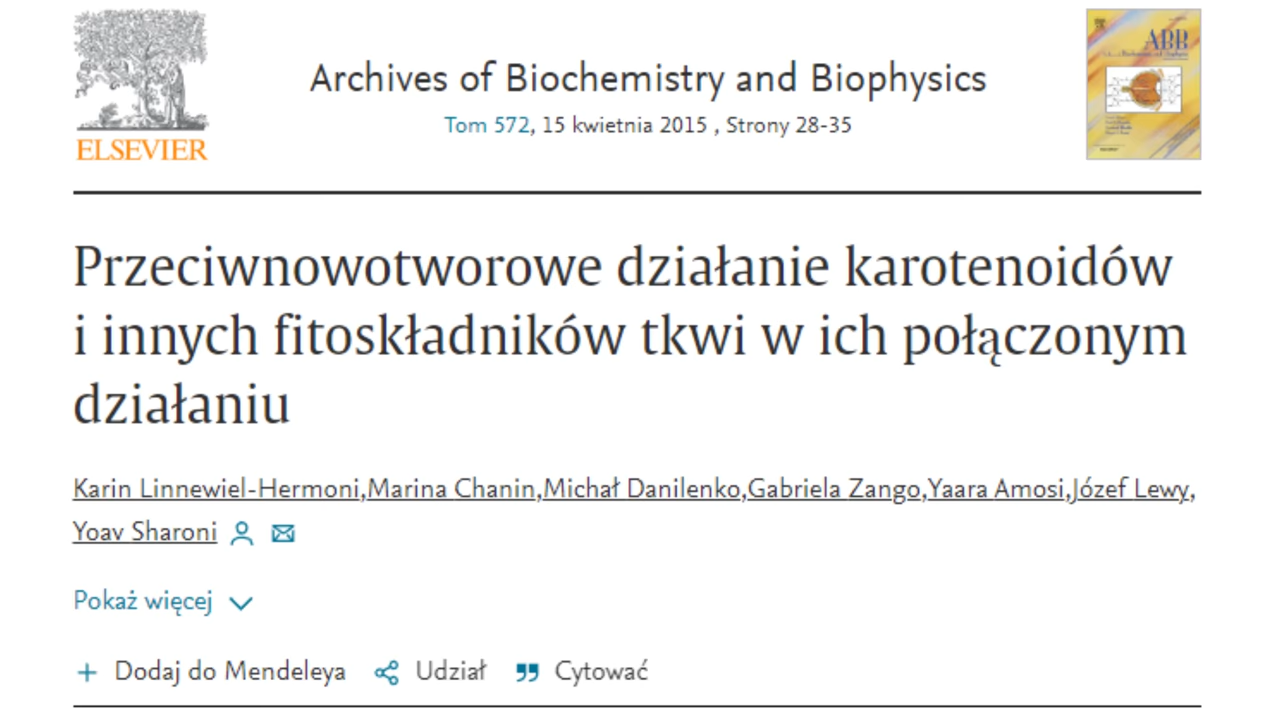 ELSEVIER
Archives of Biochemistry and Biophysics
Tom 572, 15 kwietnia 2015 , Strony 28-35
ABB
Przeciwnowotworowe działanie karotenoidów
i innych fitoskładników tkwi w ich połączonym
działaniu
Karin Linnewiel-Hermoni,Marina Chanin,Michał Danilenko,Gabriela Zango,Yaara Amosi,Józef Lewy,
Yoav Sharoni
Pokaż więcej
Dodaj do Mendeleya Udział Cytować